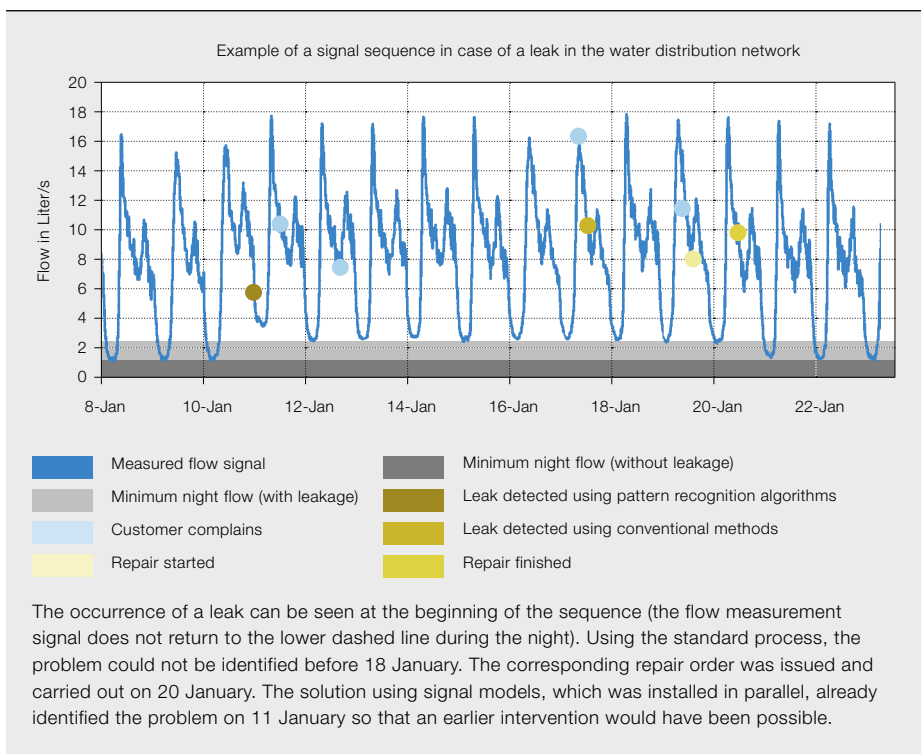 Example of a signal sequence in case of a leak in the water distribution network
Flow in Liter/s
20
18
16
14
12
10
8
6
4
2
0
8-Jan 10-Jan 12-Jan 14-Jan 16-Jan 18-Jan 20-Jan 22-Jan
Measured flow signal
Minimum night flow (with leakage)
Customer complains
Repair started
Minimum night flow (without leakage)
Leak detected using pattern recognition algorithms
Leak detected using conventional methods
Repair finished
The occurrence of a leak can be seen at the beginning of the sequence (the flow measurement
signal does not return to the lower dashed line during the night). Using the standard process, the
problem could not be identified before 18 January. The corresponding repair order was issued and
carried out on 20 January. The solution using signal models, which was installed in parallel, already
identified the problem on 11 January so that an earlier intervention would have been possible.